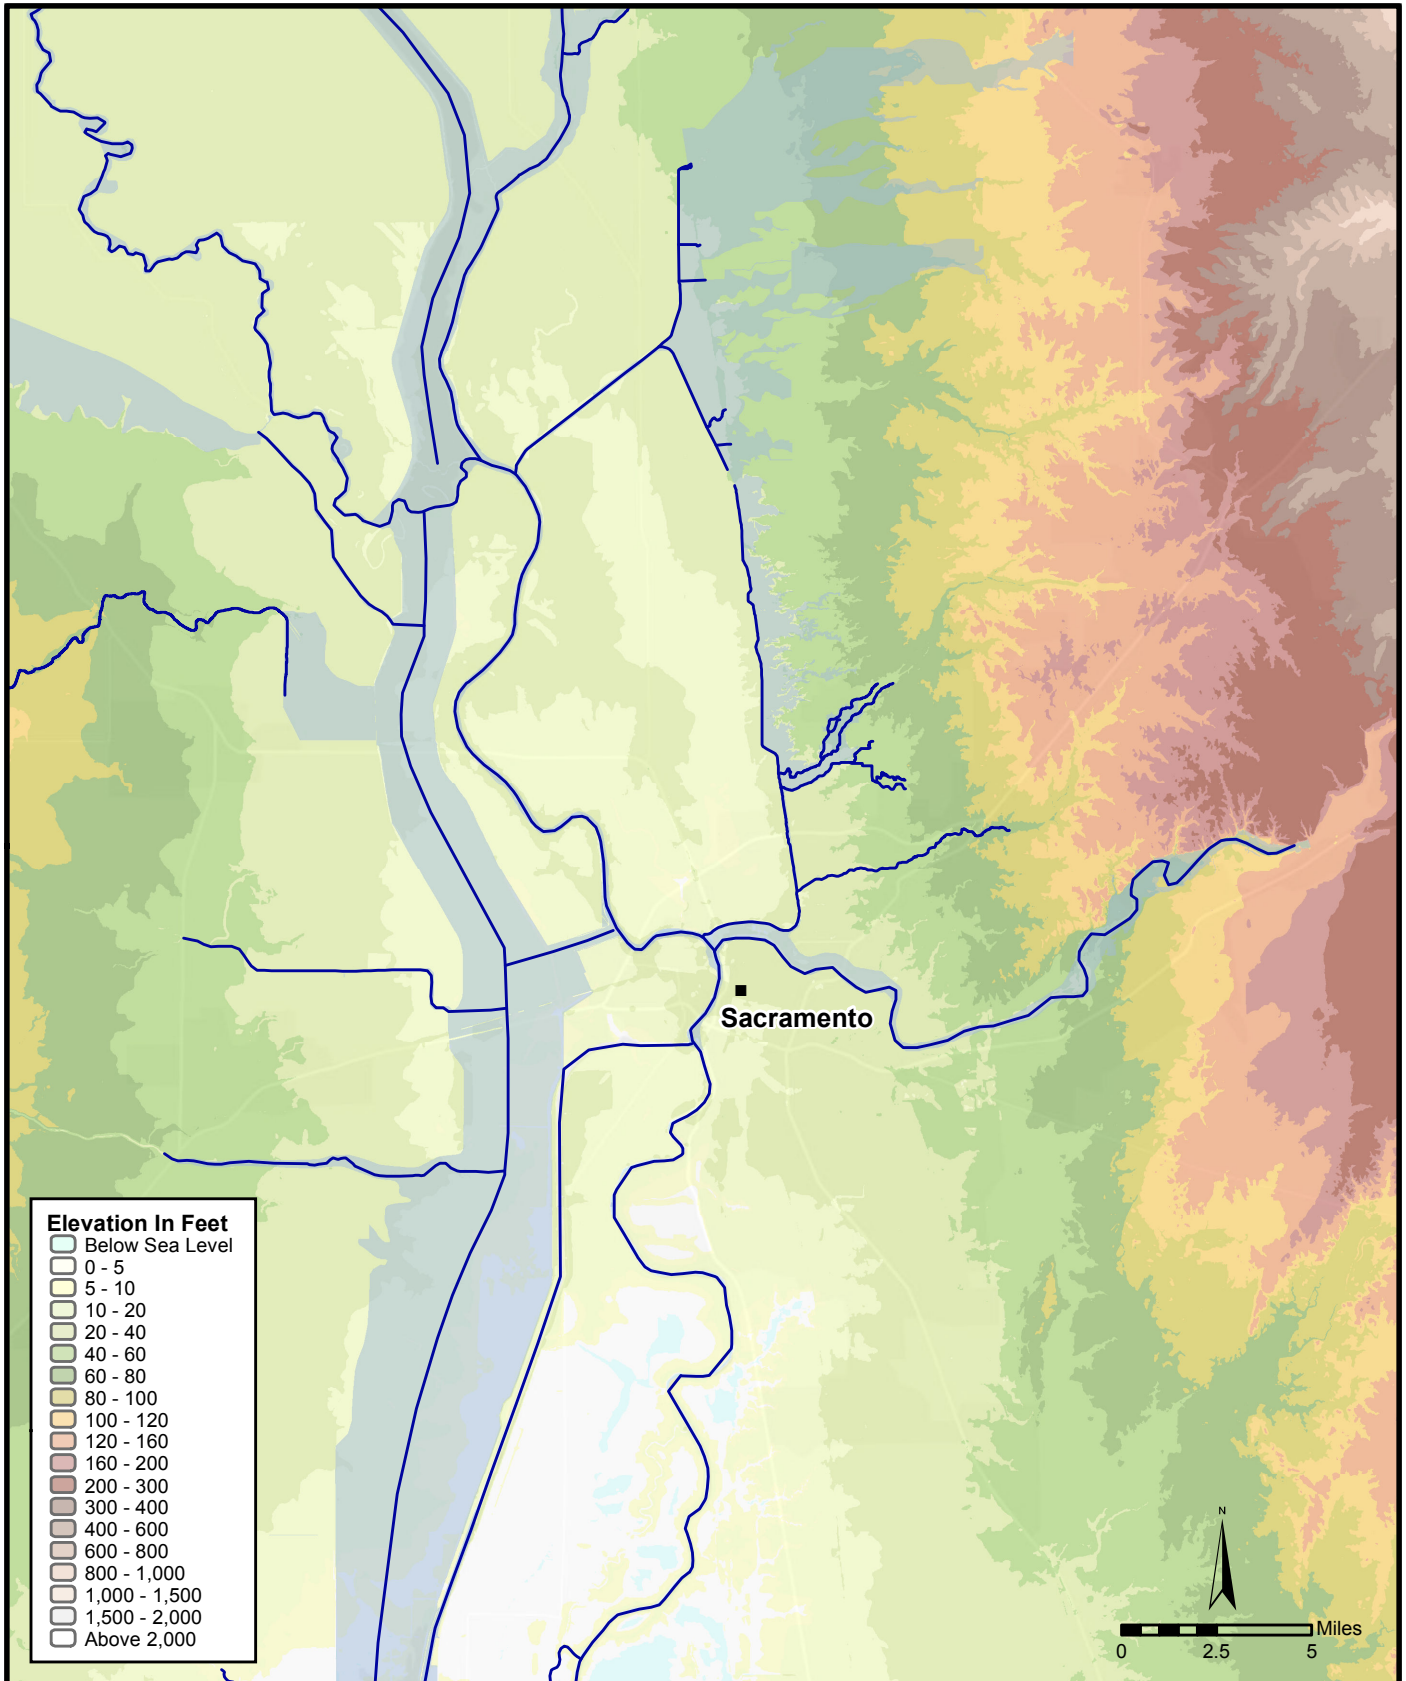 Sacramento
Elevation In Feet
Below Sea Level
0 - 5
5 - 10
10 - 20
20 - 40
40 - 60
60 - 80
80 - 100
100 - 120
120 - 160
160 - 200
200 - 300
300 - 400
400 - 600
600 - 800
800 - 1,000
1,000 - 1,500
1,500 - 2,000
Above 2,000
N
Miles
0 2.5 5